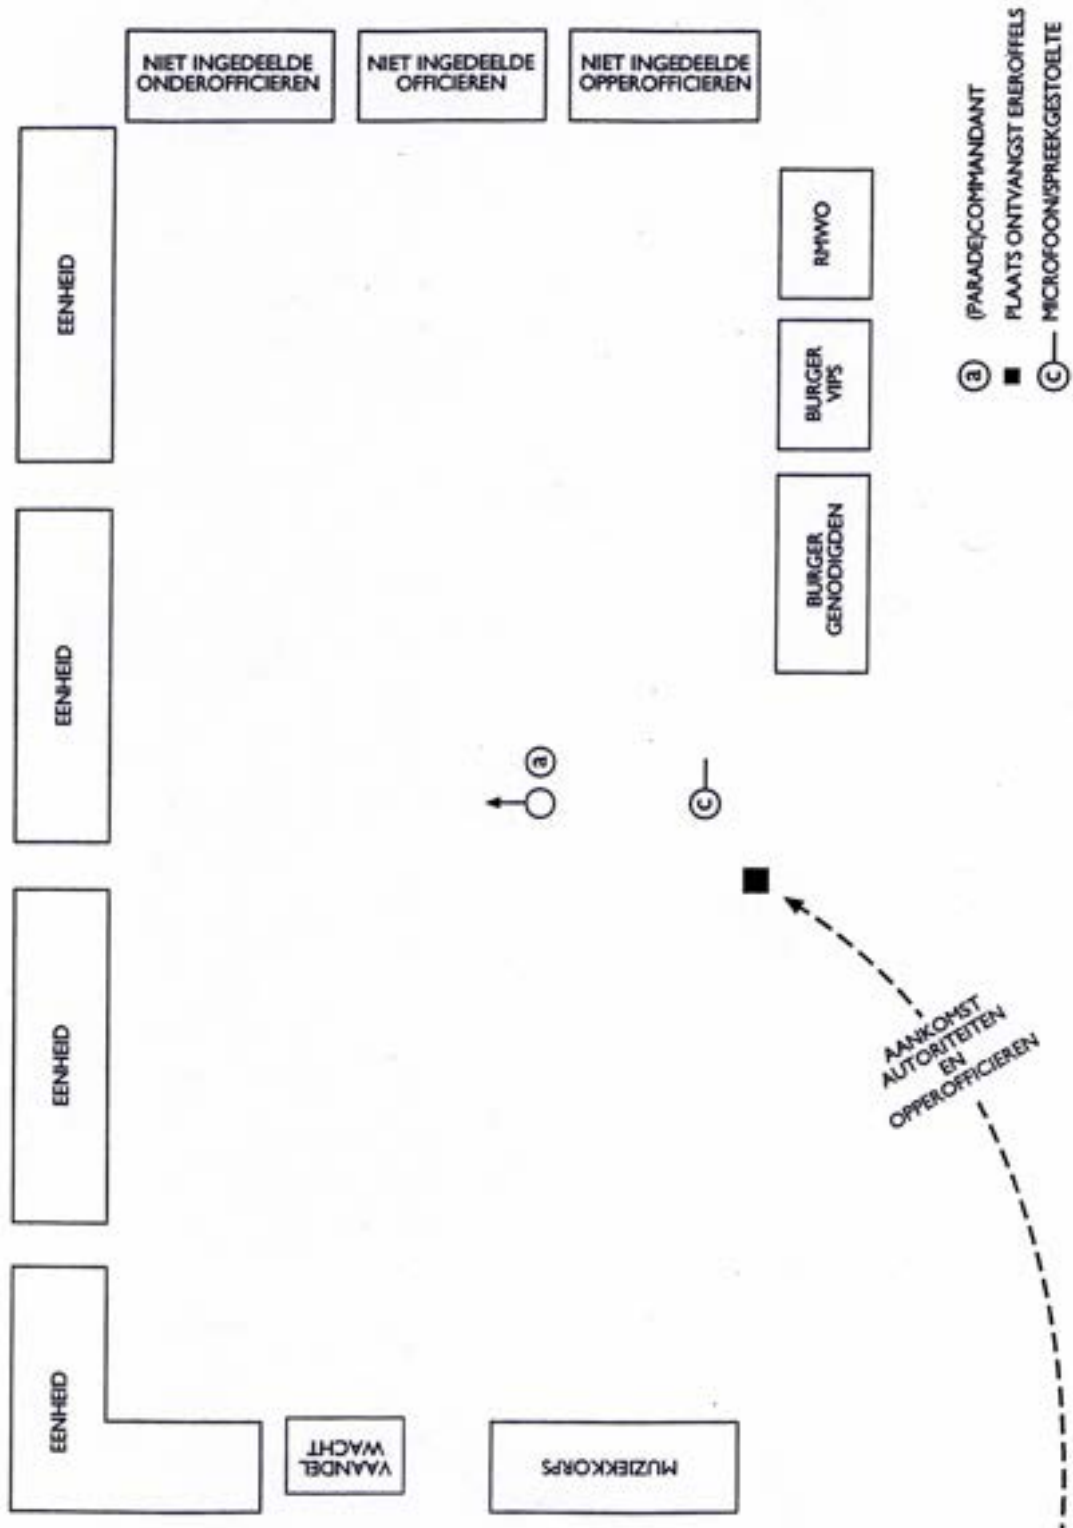 NIET INGEDEELDE
ONDEROFFICIEREN
NIET INGEDEELDE
OFFICIEREN
NIET INGEDEELDE
OPPEROFFICIEREN
EENHEID
EENHEID
EENHEID
EENHEID
RMWO
BURGER
VIPS
BURGER
GENODIGDEN
a
c
VAANDEL
WACHT
MUZIEKKORPS
AANKOMST
AUTORITEITEN
EN
OPPEROFFICIEREN
a (PARADE)COMMANDANT
PLAATS ONTVANGST EREROFFELS
c MICROFOON/SPREEKGESTOELTE